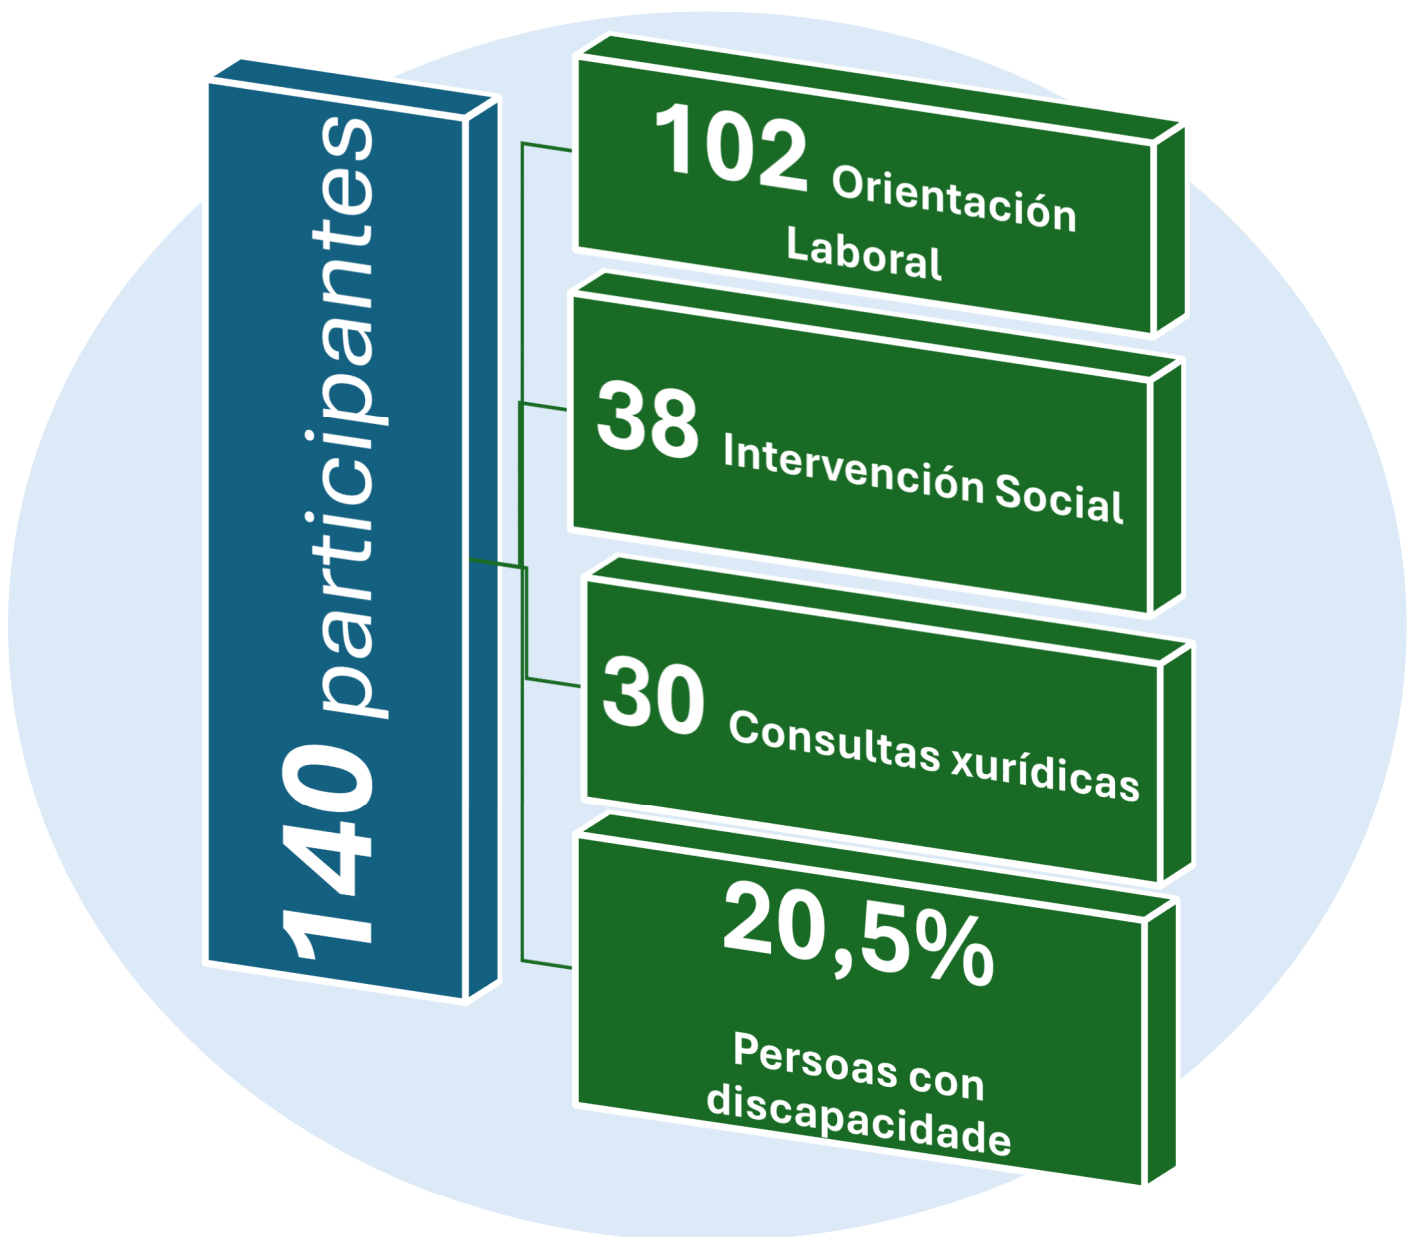 140 participantes
102 Orientación
Laboral
38 Intervención Social
30 Consultas xurídicas
20,5%
Persoas con
discapacidade